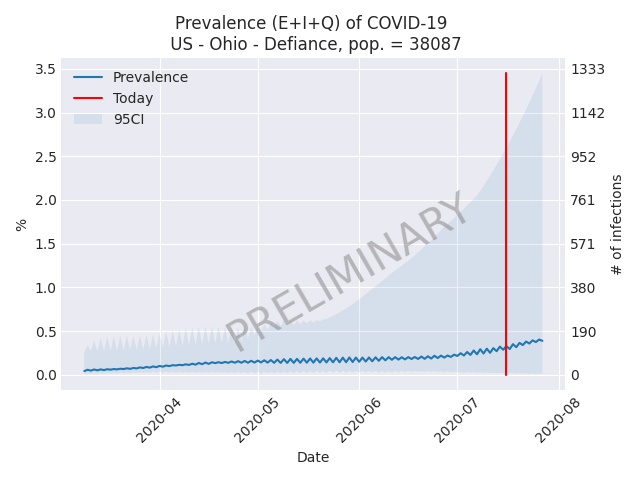 Prevalence (E+I+Q) of COVID-19
US - Ohio - Defiance, pop. = 38087
Prevalence
Today
95CI
3.5
3.0
2.5
2.0
1.5
1.0
0.5
0.0
%
1333
1142
952
761
571
380
190
0
# of infections
PRELIMINARY
2020-04
2020-05
2020-06
2020-07
2020-08
Date